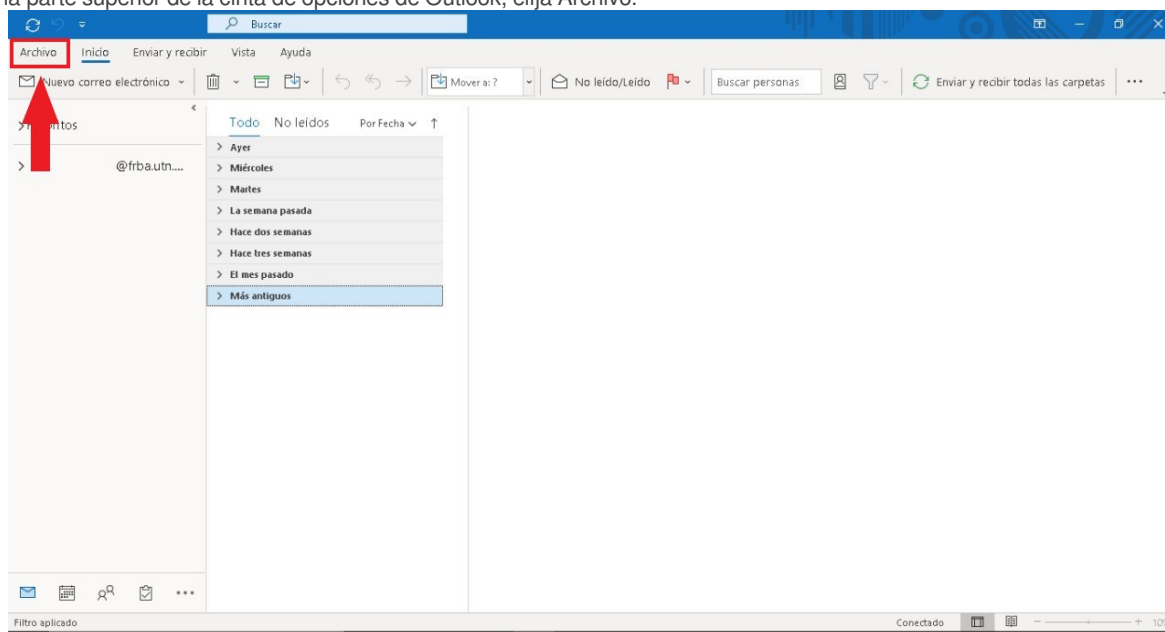 la parte superior de la cinta de opciones de Outlook, elija Archivo.
Buscar
Archivo Inicio Enviar y recibir Vista Ayuda
Nuevo correo electrónico Mover a: ? No leído/Leído Buscar personas Enviar y recibir todas las carpetas ...
Todo No leídos Por Fecha
Ayer
@frba.utn....
Miércoles
Martes
La semana pasada
Hace dos semanas
Hace tres semanas
El mes pasado
Más antiguos
Filtro aplicado Conectado